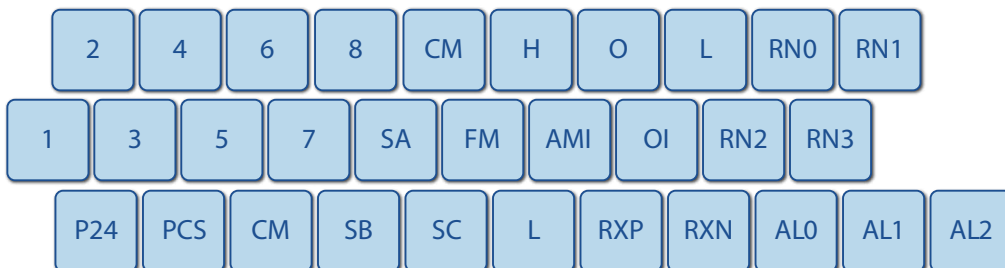 2 4 6 8 CM H O L RN0 RN1
1 3 5 7 SA FM AMI OI RN2 RN3
P24 PCS CM SB SC L RXP RXN AL0 AL1 AL2